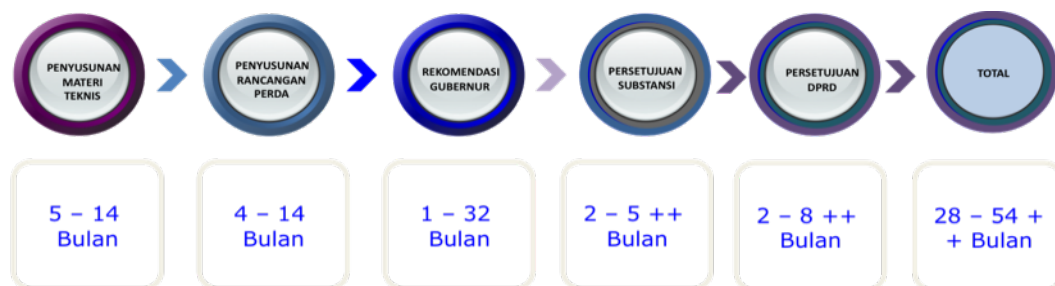 PENYUSUNAN
MATERI
TEKNIS
PENYUSUNAN
RANCANGAN
PERDA
REKOMENDASI
GUBERNUR
PERSETUJUAN
SUBSTANSI
PERSETUJUAN
DPRD
TOTAL
5 – 14
Bulan
4 – 14
Bulan
1 – 32
Bulan
2 – 5 ++
Bulan
2 – 8 ++
Bulan
28 – 54 +
+ Bulan